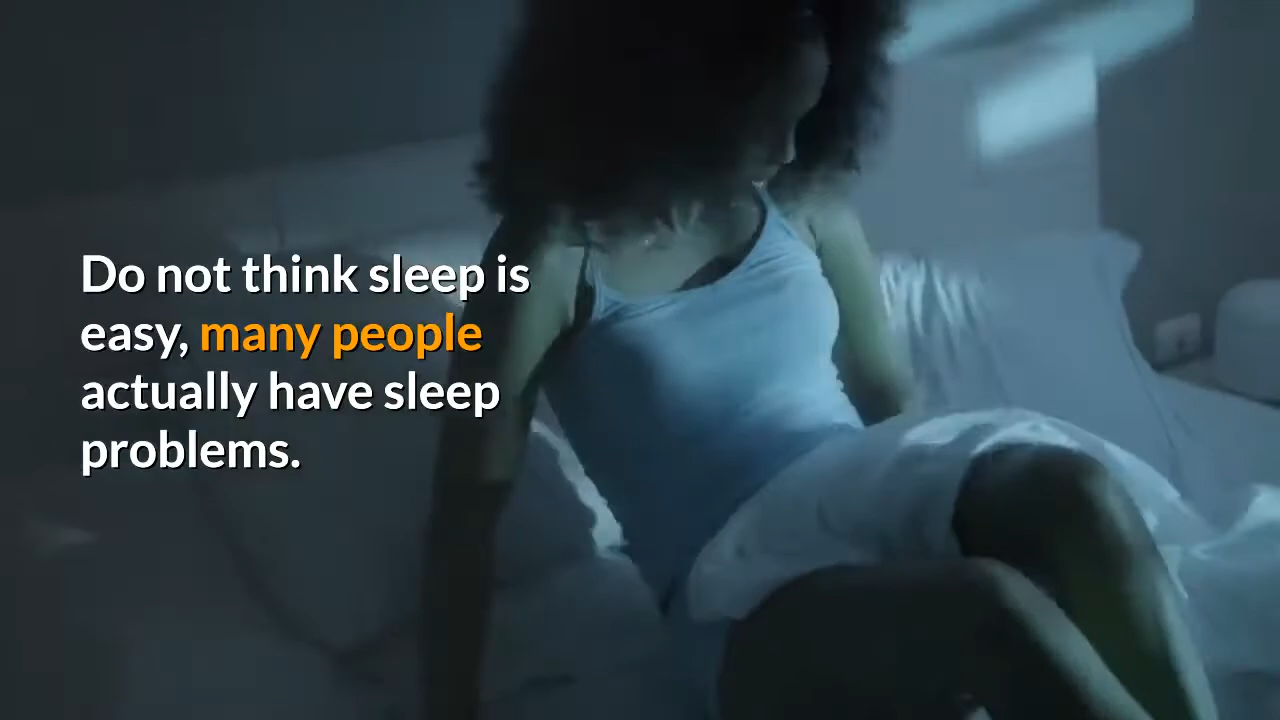 Do not think sleep is
easy, many people
actually have sleep
problems.